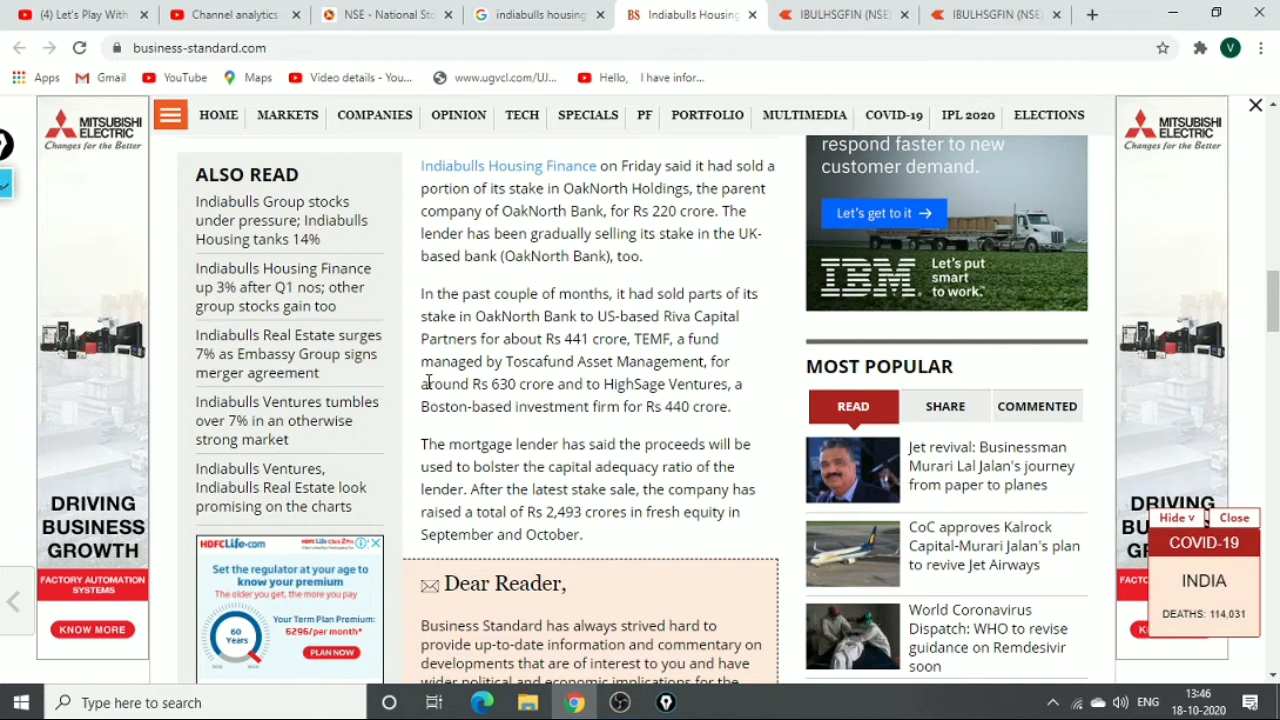 (4) Let's Play With
Channel analytics
NSE - National Sto
indiabulls housing
BS Indiabulls Housing
IBULHSGFIN (NSE)
IBULHSGFIN (NSE)
business-standard.com
V
Apps
Gmail
YouTube
Maps
Video details - You...
www.ugvcl.com/UJ...
Hello, I have infor...
HOME
MARKETS
COMPANIES
OPINION
TECH
SPECIALS
PF
PORTFOLIO
MULTIMEDIA
COVID-19
IPL 2020
ELECTIONS
MITSUBISHI
ELECTRIC
Changes for the Better
DRIVING
BUSINESS
GROWTH
FACTORY AUTOMATION
SYSTEMS
KNOW MORE
ALSO READ
Indiabulls Group stocks
under pressure; Indiabulls
Housing tanks 14%
Indiabulls Housing Finance
up 3% after Q1 nos; other
group stocks gain too
Indiabulls Real Estate surges
7% as Embassy Group signs
merger agreement
Indiabulls Ventures tumbles
over 7% in an otherwise
strong market
Indiabulls Ventures,
Indiabulls Real Estate look
promising on the charts
HDFCLife.com
HDFC Life Click 2 Protect
Set the regulator at your age to
know your premium
The older you get, the more you pay
60
Years
MIN
MAX
Your Term Plan Premium:
₹296/per month*
PLAN NOW
Indiabulls Housing Finance on Friday said it had sold a
portion of its stake in OakNorth Holdings, the parent
company of OakNorth Bank, for Rs 220 crore. The
lender has been gradually selling its stake in the UK-
based bank (OakNorth Bank), too.
In the past couple of months, it had sold parts of its
stake in OakNorth Bank to US-based Riva Capital
Partners for about Rs 441 crore, TEMF, a fund
managed by Toscafund Asset Management, for
around Rs 630 crore and to HighSage Ventures, a
Boston-based investment firm for Rs 440 crore.
The mortgage lender has said the proceeds will be
used to bolster the capital adequacy ratio of the
lender. After the latest stake sale, the company has
raised a total of Rs 2,493 crores in fresh equity in
September and October.
Dear Reader,
Business Standard has always strived hard to
provide up-to-date information and commentary on
developments that are of interest to you and have
wider political and economic implications for the
respond faster to new
customer demand.
Let's get to it →
IBM.
Let's put
smart
to work.™
MOST POPULAR
READ
SHARE
COMMENTED
Jet revival: Businessman
Murari Lal Jalan's journey
from paper to planes
CoC approves Kalrock
Capital-Murari Jalan's plan
to revive Jet Airways
World Coronavirus
Dispatch: WHO to revise
guidance on Remdesivir
soon
MITSUBISHI
ELECTRIC
Changes for the Better
DRIVING
Hide v
Close
COVID-19
INDIA
DEATHS: 114,031
Type here to search
ENG
13:46
18-10-2020